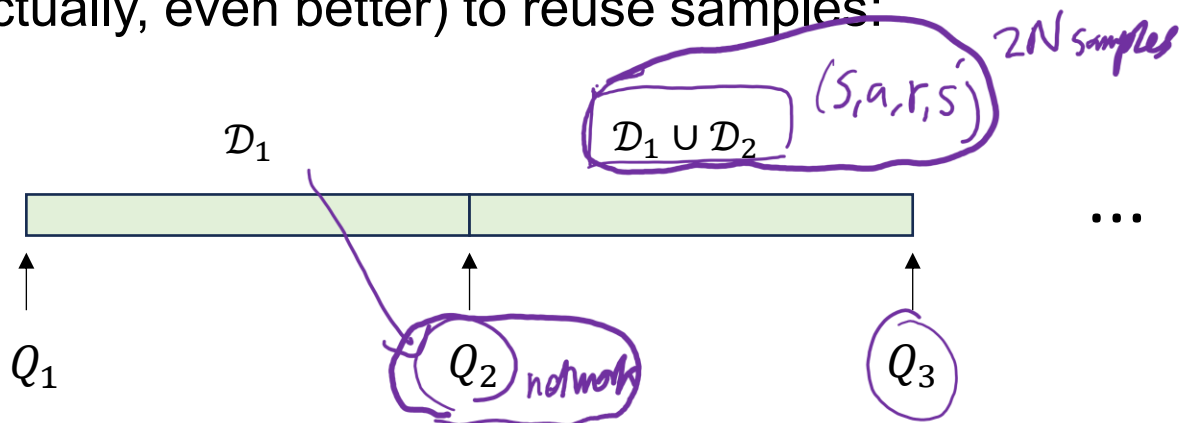 ctually, even better) to reuse samples:
2N samples
(s,a,r,s')
𝒟₁
𝒟₁ ∪ 𝒟₂
...
Q₁
Q₂ network
Q₃